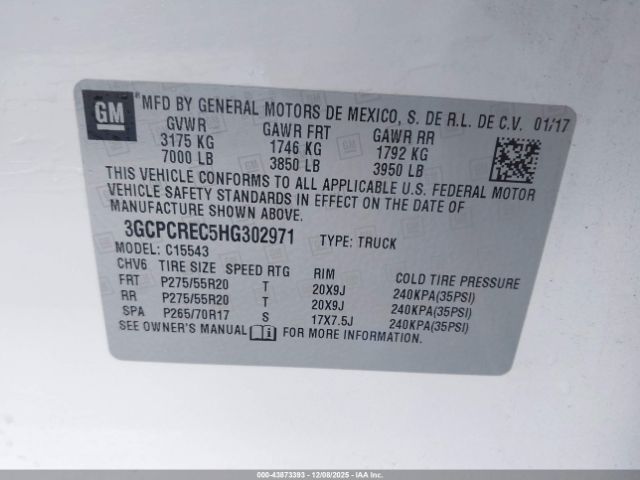 GM MFD BY GENERAL MOTORS DE MEXICO, S. DE R.L. DE C.V. 01/17
GVWR GAWR FRT GAWR RR
3175 KG 1746 KG 1792 KG
7000 LB 3850 LB 3950 LB
THIS VEHICLE CONFORMS TO ALL APPLICABLE U.S. FEDERAL MOTOR
VEHICLE SAFETY STANDARDS IN EFFECT ON THE DATE OF
MANUFACTURE SHOWN ABOVE.
3GCPCREC5HG302971 TYPE: TRUCK
MODEL: C15543
CHV6 TIRE SIZE SPEED RTG RIM COLD TIRE PRESSURE
FRT P275/55R20 T 20X9J 240KPA(35PSI)
RR P275/55R20 T 20X9J 240KPA(35PSI)
SPA P265/70R17 S 17X7.5J 240KPA(35PSI)
SEE OWNER'S MANUAL FOR MORE INFORMATION.
000-43873393 - 12/08/2025 - IAAI.com